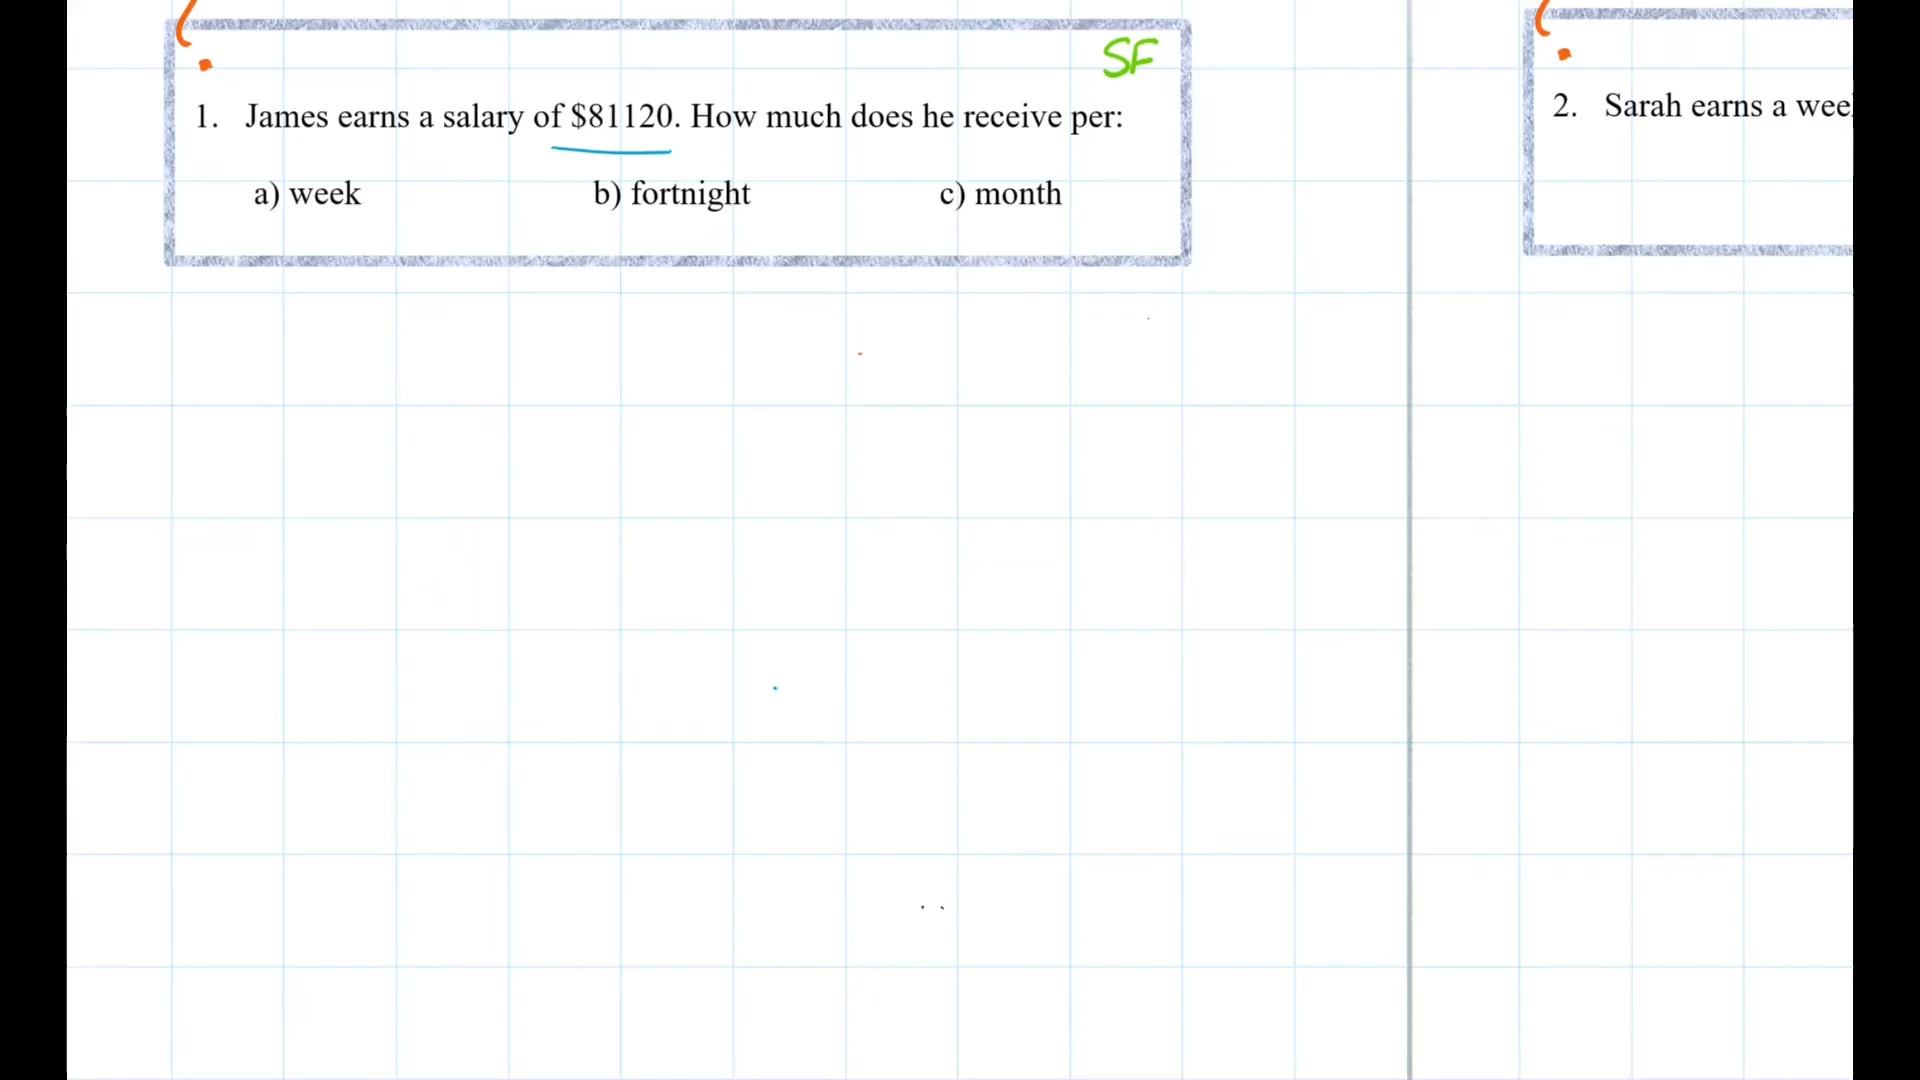 SF
1. James earns a salary of $81120. How much does he receive per:
a) week b) fortnight c) month
2. Sarah earns a